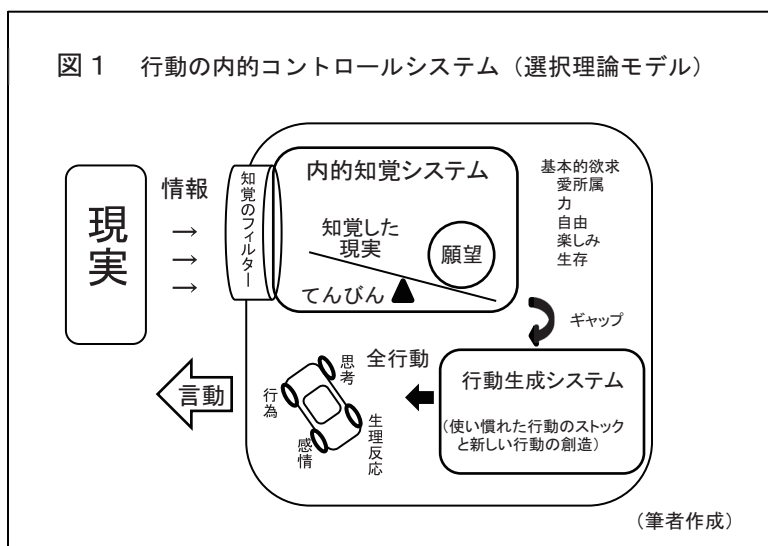 図1 行動の内的コントロールシステム(選択理論モデル)
現実
情報
→
→
→
知覚のフィルター
内的知覚システム
知覚した
現実
願望
てんびん
基本的欲求
愛所属
力
自由
楽しみ
生存
ギャップ
行動生成システム
(使い慣れた行動のストック
と新しい行動の創造)
全行動
思考
行為
生理反応
感情
言動
(筆者作成)